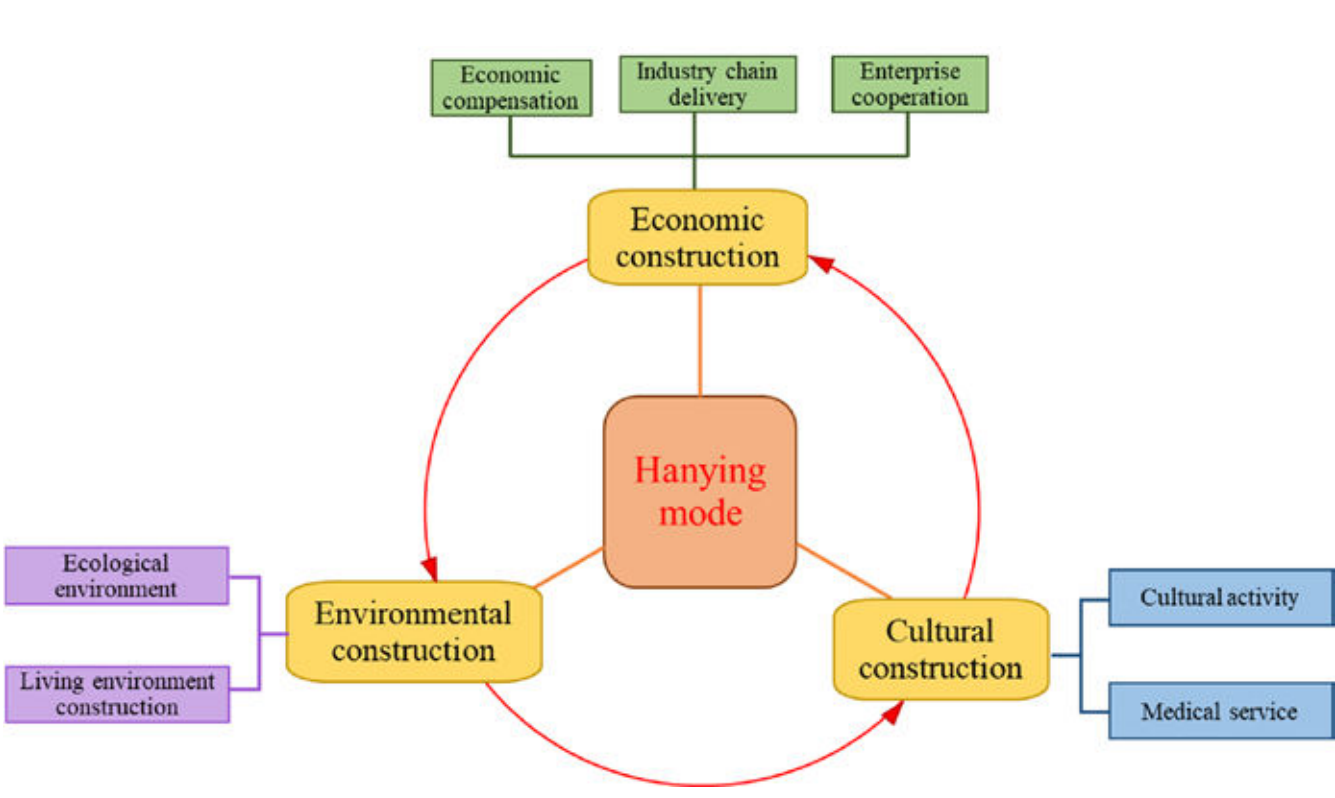 Economic
compensation
Industry chain
delivery
Enterprise
cooperation
Economic
construction
Hanying
mode
Ecological
environment
Living environment
construction
Environmental
construction
Cultural
construction
Cultural activity
Medical service